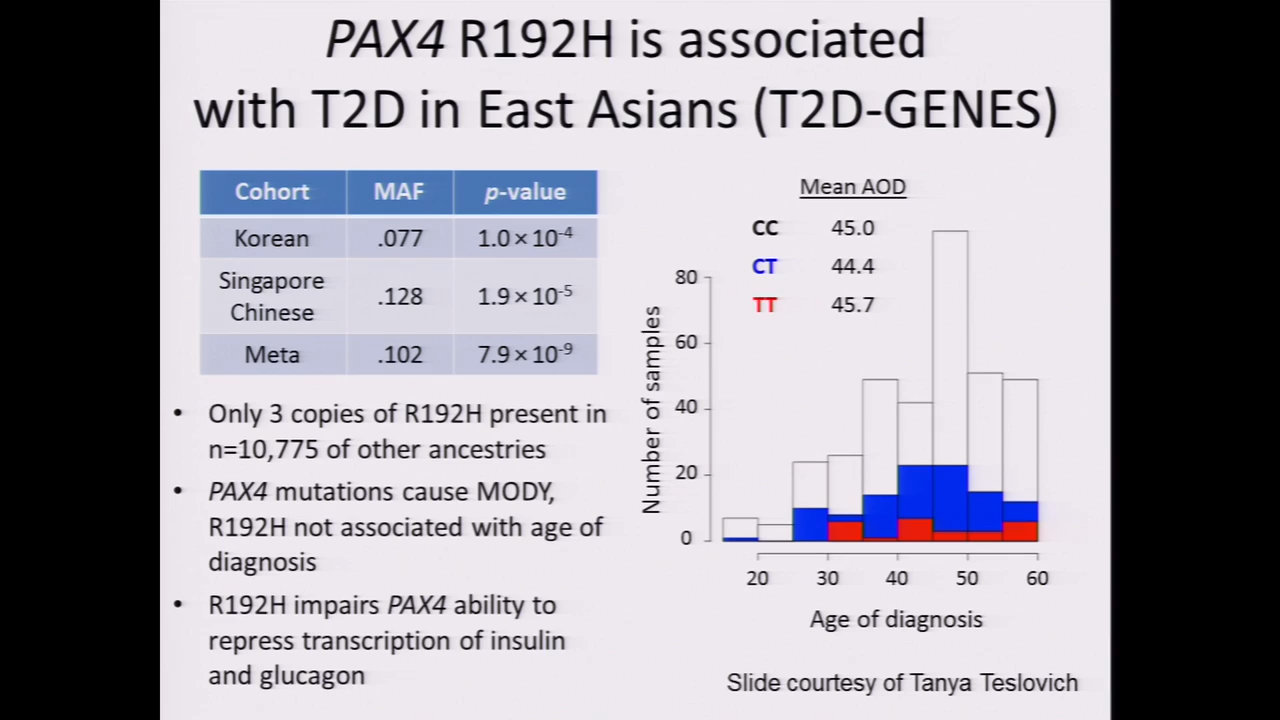 PAX4 R192H is associated
with T2D in East Asians (T2D-GENES)
Cohort MAF p-value
Korean .077 1.0×10⁻⁴
Singapore
Chinese .128 1.9×10⁻⁵
Meta .102 7.9×10⁻⁹
• Only 3 copies of R192H present in
n=10,775 of other ancestries
• PAX4 mutations cause MODY,
R192H not associated with age of
diagnosis
• R192H impairs PAX4 ability to
repress transcription of insulin
and glucagon
Mean AOD
CC 45.0
CT 44.4
TT 45.7
Number of samples
80
60
40
20
0
20 30 40 50 60
Age of diagnosis
Slide courtesy of Tanya Teslovich